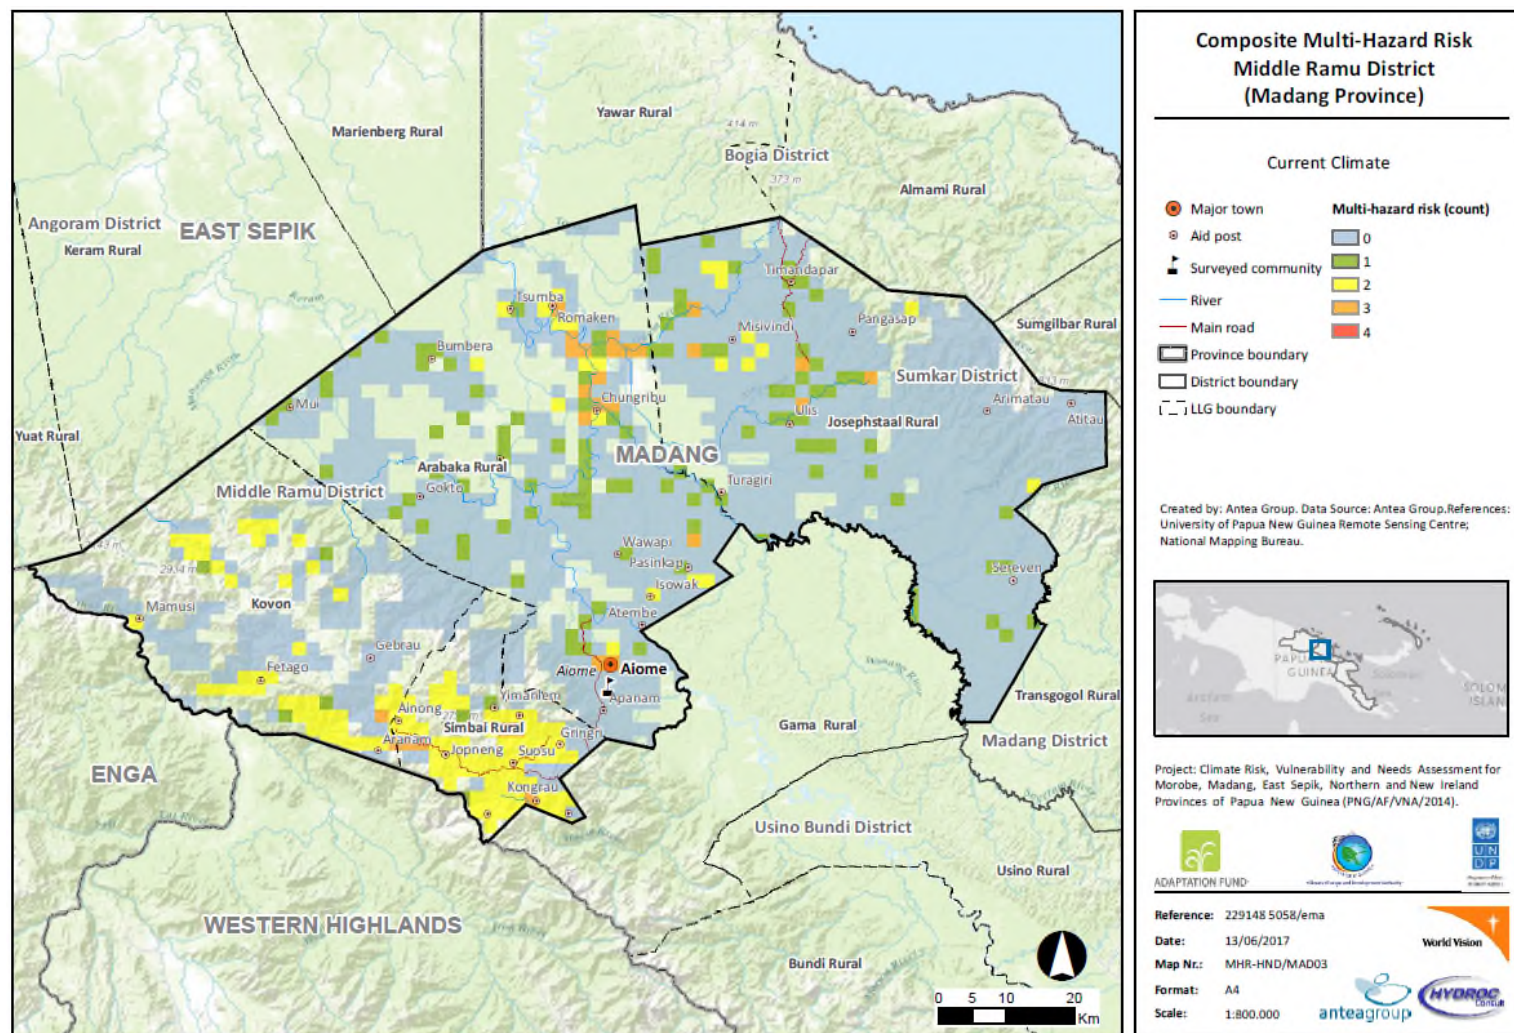 Marienberg Rural
Yawar Rural
414 m
Bogia District
373 m
Almami Rural
Angoram District
EAST SEPIK
Keram Rural
Timandapar
Tsumba
Romaken
Misivindi
Pangasap
Sumgilbar Rural
Bumbera
Sumkar District
Mui
Chungribu
Arimatau
Atitau
Ulis
Josephstaal Rural
Yuat Rural
MADANG
Arabaka Rural
Turagiri
Middle Ramu District
Gokto
Wawapi
Pasinkap
2934 m
Isowak
Sereven
Mamusi
Kovon
Atembe
Gebrau
Aiome
Aiome
Fetago
Apanam
Yimanlem
Transgogol Rural
Ainong
Simbai Rural
Gama Rural
Gringri
Madang District
Aranam
Jopneng
Suosu
ENGA
Kongrau
Usino Bundi District
Usino Rural
WESTERN HIGHLANDS
Bundi Rural
0 5 10 20
Km
Composite Multi-Hazard Risk
Middle Ramu District
(Madang Province)
Current Climate
Major town
Aid post
Surveyed community
River
Main road
Province boundary
District boundary
LLG boundary
Multi-hazard risk (count)
0
1
2
3
4
Created by: Antea Group. Data Source: Antea Group.References:
University of Papua New Guinea Remote Sensing Centre;
National Mapping Bureau.
Project: Climate Risk, Vulnerability and Needs Assessment for
Morobe, Madang, East Sepik, Northern and New Ireland
Provinces of Papua New Guinea (PNG/AF/VNA/2014).
ADAPTATION FUND
U N
D P
Reference: 229148 5058/ema
Date: 13/06/2017
Map Nr.: MHR-HND/MAD03
Format: A4
Scale: 1:800.000
World Vision
anteagroup
HYDROC
Consult